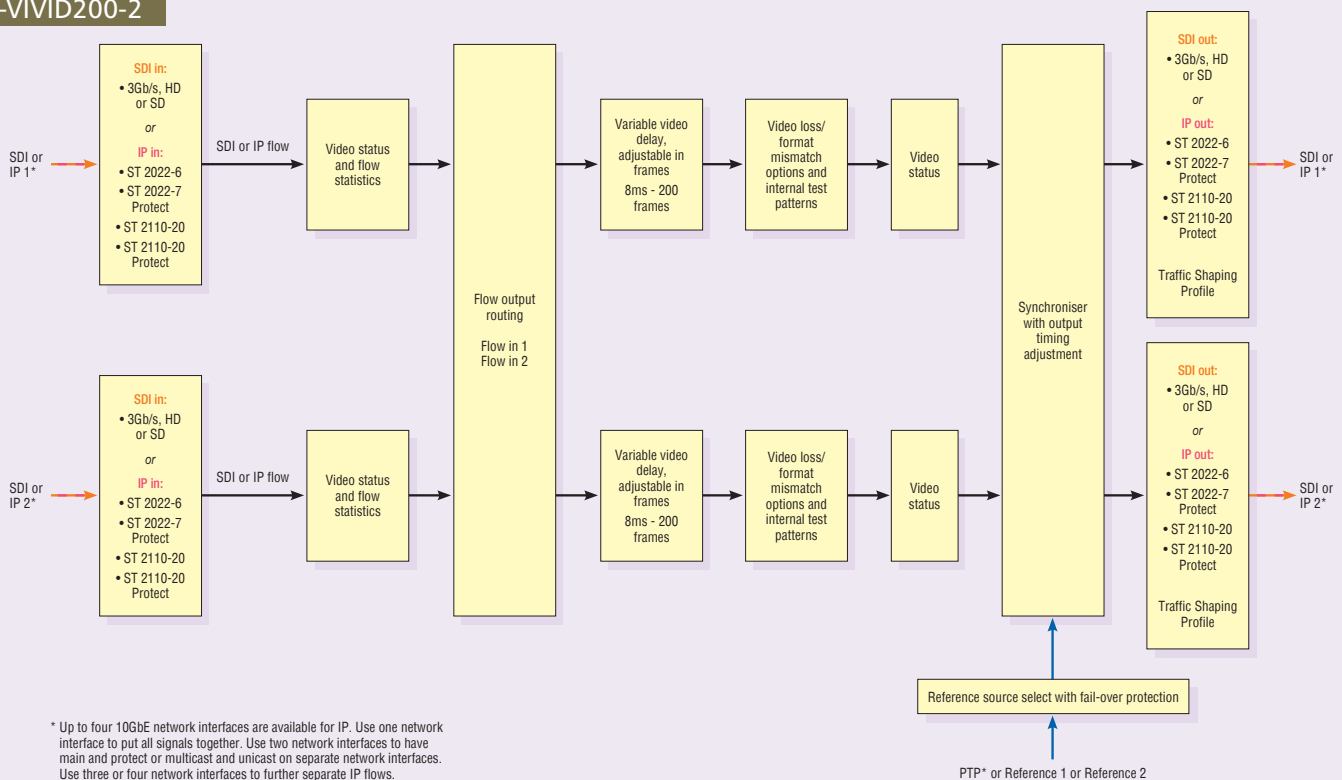 -VIVID200-2
SDI or
IP 1*
SDI in:
• 3Gb/s, HD
or SD
or
IP in:
• ST 2022-6
• ST 2022-7
Protect
• ST 2110-20
• ST 2110-20
Protect
SDI or IP flow
Video status
and flow
statistics
Flow output
routing
Flow in 1
Flow in 2
Variable video
delay,
adjustable in
frames
8ms - 200
frames
Video loss/
format
mismatch
options and
internal test
patterns
Video
status
Synchroniser
with output
timing
adjustment
SDI out:
• 3Gb/s, HD
or SD
or
IP out:
• ST 2022-6
• ST 2022-7
Protect
• ST 2110-20
• ST 2110-20
Protect
Traffic Shaping
Profile
SDI or
IP 1*
SDI or
IP 2*
SDI in:
• 3Gb/s, HD
or SD
or
IP in:
• ST 2022-6
• ST 2022-7
Protect
• ST 2110-20
• ST 2110-20
Protect
SDI or IP flow
Video status
and flow
statistics
Variable video
delay,
adjustable in
frames
8ms - 200
frames
Video loss/
format
mismatch
options and
internal test
patterns
Video
status
SDI out:
• 3Gb/s, HD
or SD
or
IP out:
• ST 2022-6
• ST 2022-7
Protect
• ST 2110-20
• ST 2110-20
Protect
Traffic Shaping
Profile
SDI or
IP 2*
Reference source select with fail-over protection
PTP* or Reference 1 or Reference 2
* Up to four 10GbE network interfaces are available for IP. Use one network
interface to put all signals together. Use two network interfaces to have
main and protect or multicast and unicast on separate network interfaces.
Use three or four network interfaces to further separate IP flows.